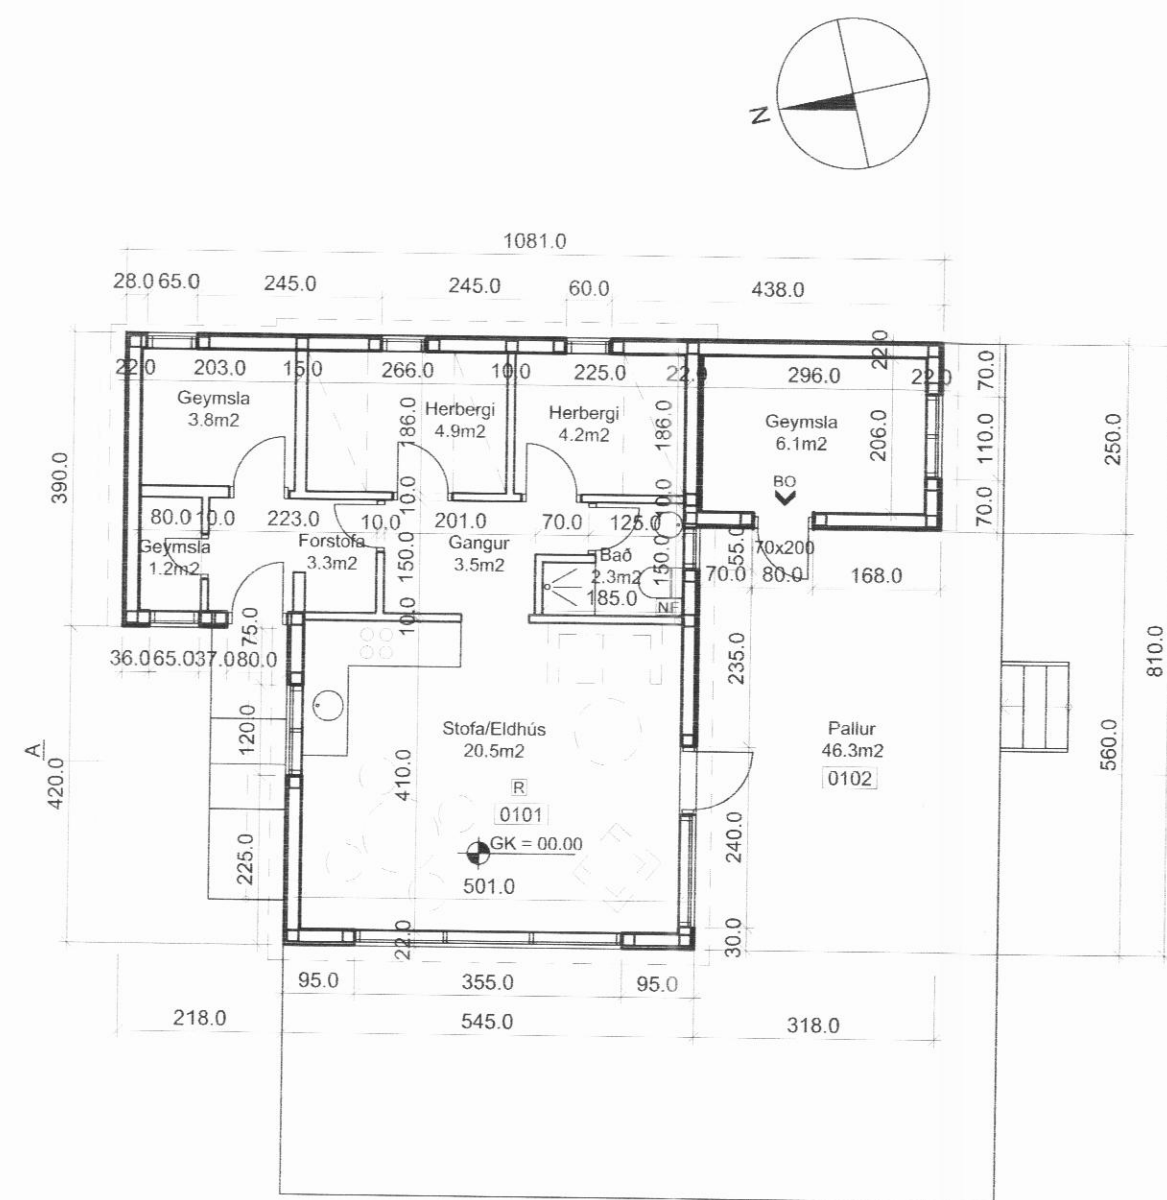 N
1081.0
28.0 65.0 245.0 245.0 60.0 438.0
22.0 203.0 15.0 266.0 10.0 225.0 22.0 296.0 22.0
22.0
70.0
Geymsla
3.8m2
Herbergi
4.9m2
186.0
Herbergi
4.2m2
186.0
Geymsla
6.1m2
206.0
BO
110.0
250.0
390.0
70.0
80.0 10.0 223.0 10.0 201.0 70.0 125.0
10.0
10.0
Geymsla
1.2m2
Forstofa
3.3m2
150.0
Gangur
3.5m2
Bað
2.3m2
150.0
185.0
NF
55.0
70x200
70.0 80.0 168.0
10.0
75.0
36.0 65.0 37.0 80.0
235.0
810.0
A
420.0
120.0
Stofa/Eldhús
20.5m2
R
0101
410.0
GK = 00.00
Pallur
46.3m2
0102
560.0
225.0
240.0
501.0
22.0
30.0
95.0 355.0 95.0
218.0 545.0 318.0